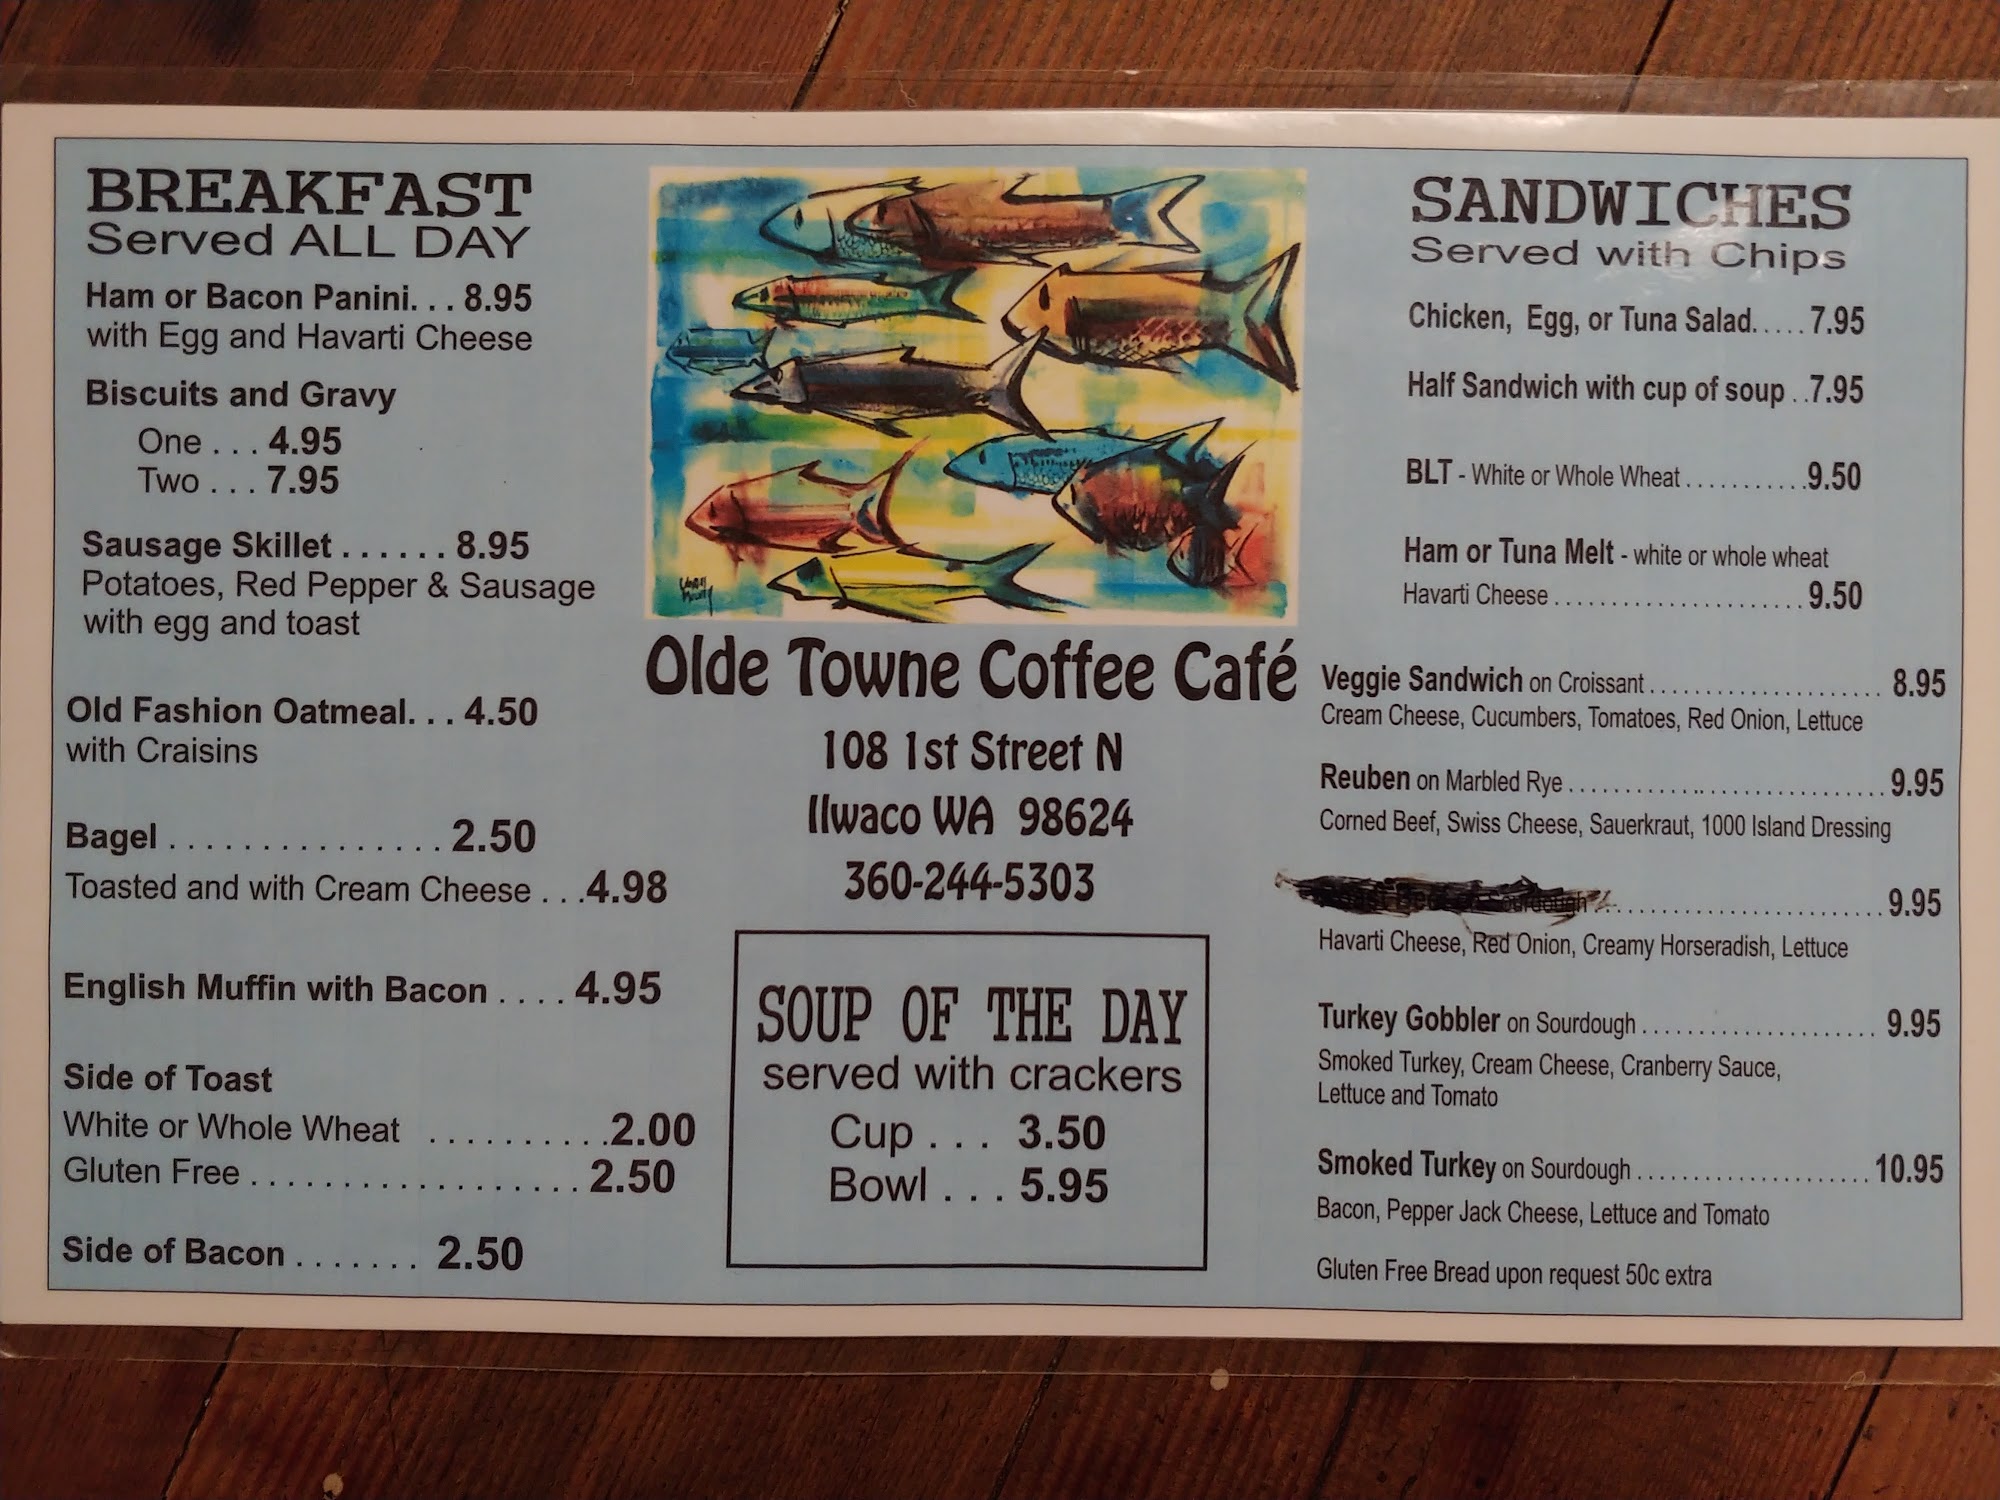 BREAKFAST
Served ALL DAY
Ham or Bacon Panini. . . 8.95
with Egg and Havarti Cheese
Biscuits and Gravy
One . . . 4.95
Two . . . 7.95
Sausage Skillet . . . . . . 8.95
Potatoes, Red Pepper & Sausage
with egg and toast
Old Fashion Oatmeal. . . 4.50
with Craisins
Bagel . . . . . . . . . . . . . . . 2.50
Toasted and with Cream Cheese . . .4.98
English Muffin with Bacon . . . . 4.95
Side of Toast
White or Whole Wheat . . . . . . . . . .2.00
Gluten Free . . . . . . . . . . . . . . . . . . 2.50
Side of Bacon . . . . . . . 2.50
Olde Towne Coffee Café
108 1st Street N
Ilwaco WA 98624
360-244-5303
SOUP OF THE DAY
served with crackers
Cup . . . 3.50
Bowl . . . 5.95
SANDWICHES
Served with Chips
Chicken, Egg, or Tuna Salad. . . . . 7.95
Half Sandwich with cup of soup . .7.95
BLT - White or Whole Wheat . . . . . . . . . . .9.50
Ham or Tuna Melt - white or whole wheat
Havarti Cheese . . . . . . . . . . . . . . . . . . . . . . 9.50
Veggie Sandwich on Croissant . . . . . . . . . . . . . . . . . . . . . 8.95
Cream Cheese, Cucumbers, Tomatoes, Red Onion, Lettuce
Reuben on Marbled Rye . . . . . . . . . . . . . . . . . . . . . . . . . . . . 9.95
Corned Beef, Swiss Cheese, Sauerkraut, 1000 Island Dressing
Sourdough . . . . . . . . . . . . . . . . . . . . . . . . . . 9.95
Havarti Cheese, Red Onion, Creamy Horseradish, Lettuce
Turkey Gobbler on Sourdough . . . . . . . . . . . . . . . . . . . . . 9.95
Smoked Turkey, Cream Cheese, Cranberry Sauce,
Lettuce and Tomato
Smoked Turkey on Sourdough . . . . . . . . . . . . . . . . . . . . . 10.95
Bacon, Pepper Jack Cheese, Lettuce and Tomato
Gluten Free Bread upon request 50c extra